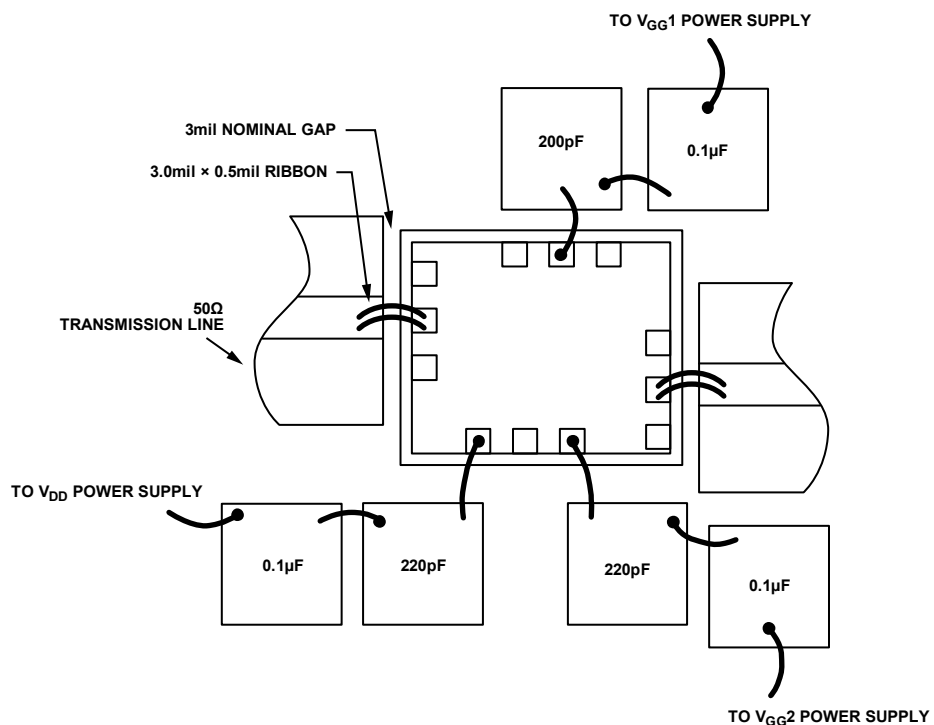 TO VGG1 POWER SUPPLY
3mil NOMINAL GAP
200pF
0.1µF
3.0mil × 0.5mil RIBBON
50Ω
TRANSMISSION LINE
TO VDD POWER SUPPLY
0.1µF
220pF
220pF
0.1µF
TO VGG2 POWER SUPPLY